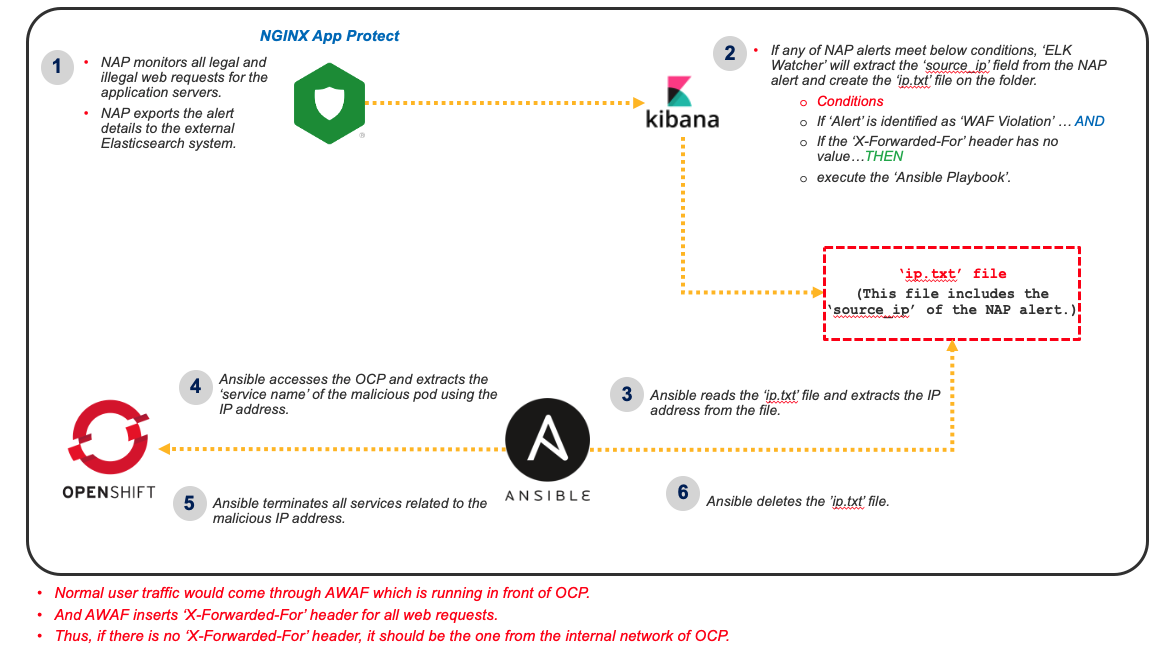 NGINX App Protect
1
• NAP monitors all legal and
illegal web requests for the
application servers.
• NAP exports the alert
details to the external
Elasticsearch system.
®
kibana
2
• If any of NAP alerts meet below conditions, ‘ELK
Watcher’ will extract the ‘source_ip’ field from the NAP
alert and create the ‘ip.txt’ file on the folder.
o Conditions
o If ‘Alert’ is identified as ‘WAF Violation’ … AND
o If the ‘X-Forwarded-For’ header has no
value…THEN
o execute the ‘Ansible Playbook’.
‘ip.txt’ file
(This file includes the
‘source_ip’ of the NAP alert.)
4
Ansible accesses the OCP and extracts the
‘service name’ of the malicious pod using the
IP address.
3
Ansible reads the ‘ip.txt’ file and extracts the IP
address from the file.
OPENSHIFT
ANSIBLE
5
Ansible terminates all services related to the
malicious IP address.
6
Ansible deletes the ’ip.txt’ file.
• Normal user traffic would come through AWAF which is running in front of OCP.
• And AWAF inserts ‘X-Forwarded-For’ header for all web requests.
• Thus, if there is no ‘X-Forwarded-For’ header, it should be the one from the internal network of OCP.